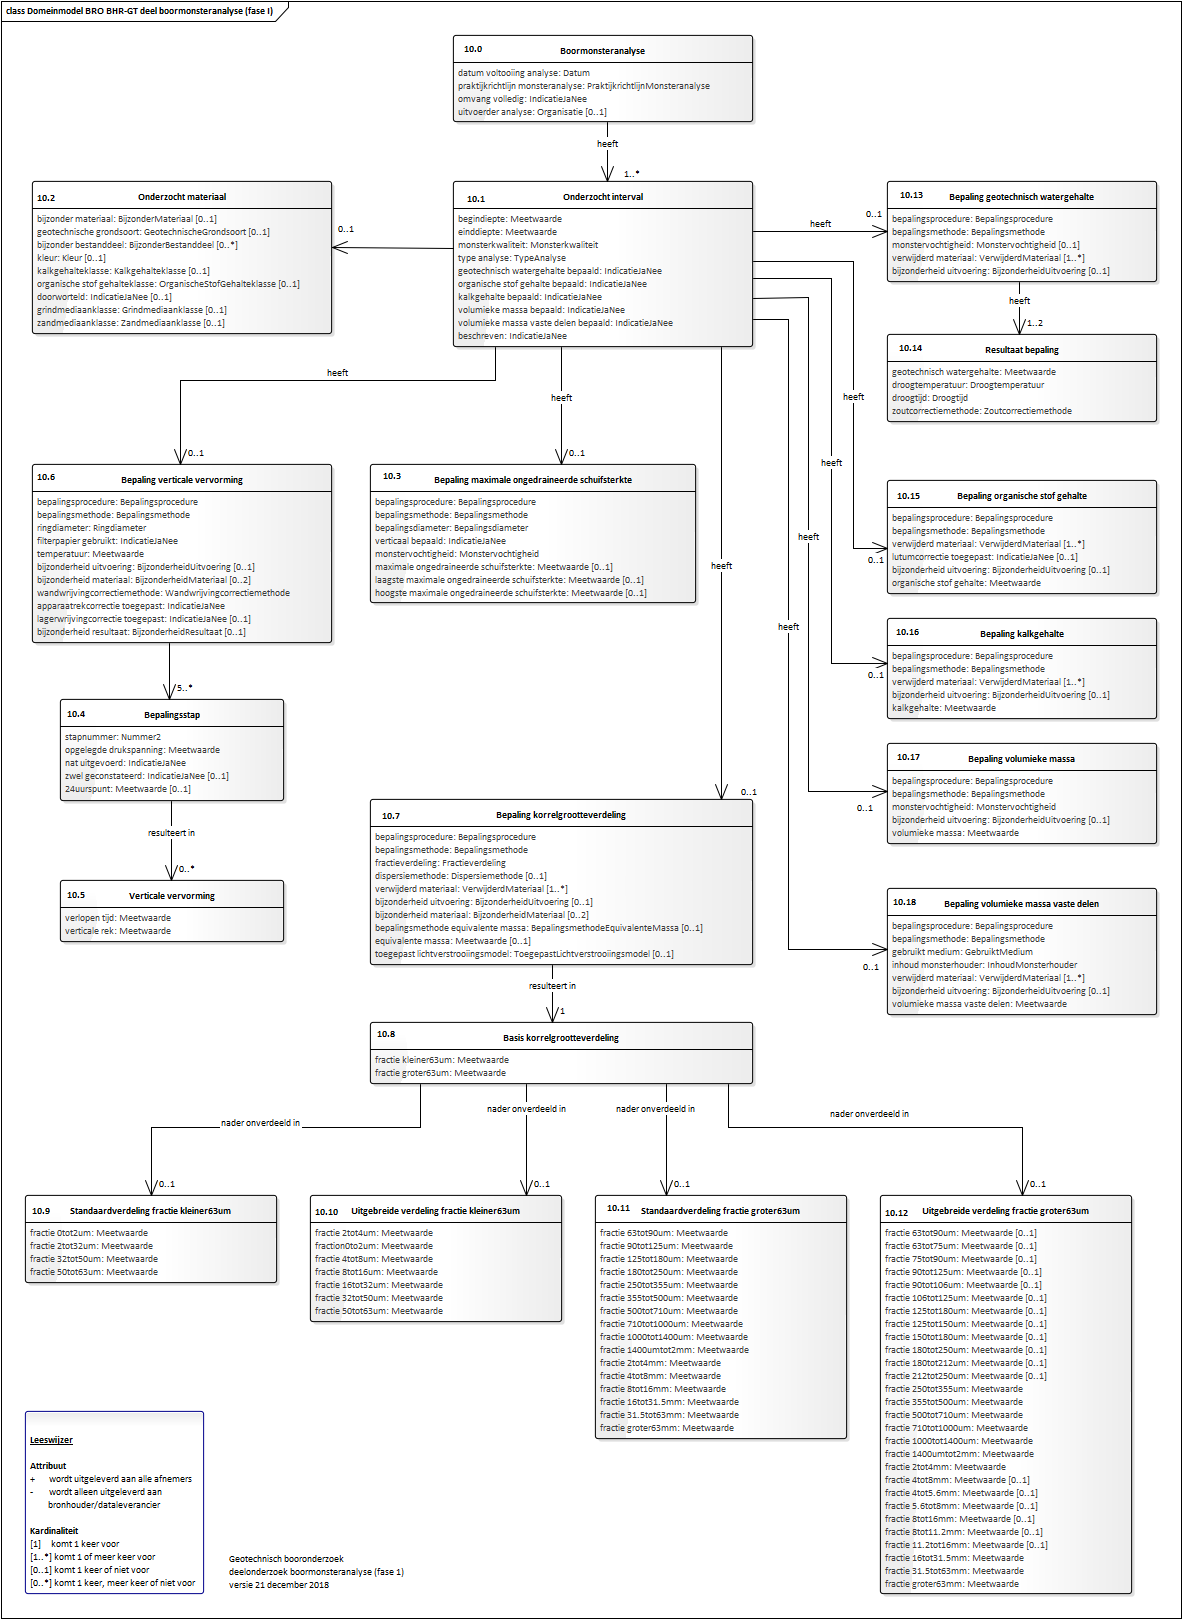 class Domeinmodel BRO BHR-GT deel boormonsteranalyse (fase I)
10.0 Boormonsteranalyse
datum voltooiing analyse: Datum
praktijkrichtlijn monsteranalyse: PraktijkrichtlijnMonsteranalyse
omvang volledig: IndicatieJaNee
uitvoerder analyse: Organisatie [0..1]
heeft
1..*
10.2 Onderzocht materiaal
bijzonder materiaal: BijzonderMateriaal [0..1]
geotechnische grondsoort: GeotechnischeGrondsoort [0..1]
bijzonder bestanddeel: BijzonderBestanddeel [0..*]
kleur: Kleur [0..1]
kalkgehalteklasse: Kalkgehalteklasse [0..1]
organische stof gehalteklasse: OrganischeStofGehalteklasse [0..1]
doorworteld: IndicatieJaNee [0..1]
grindmediaanklasse: Grindmediaanklasse [0..1]
zandmediaanklasse: Zandmediaanklasse [0..1]
0..1
10.1 Onderzocht interval
begindiepte: Meetwaarde
einddiepte: Meetwaarde
monsterkwaliteit: Monsterkwaliteit
type analyse: TypeAnalyse
geotechnisch watergehalte bepaald: IndicatieJaNee
organische stof gehalte bepaald: IndicatieJaNee
kalkgehalte bepaald: IndicatieJaNee
volumieke massa bepaald: IndicatieJaNee
volumieke massa vaste delen bepaald: IndicatieJaNee
beschreven: IndicatieJaNee
heeft
0..1
10.13 Bepaling geotechnisch watergehalte
bepalingsprocedure: Bepalingsprocedure
bepalingsmethode: Bepalingsmethode
monstervochtigheid: Monstervochtigheid [0..1]
verwijderd materiaal: VerwijderdMateriaal [1..*]
bijzonderheid uitvoering: BijzonderheidUitvoering [0..1]
heeft
1..2
10.14 Resultaat bepaling
geotechnisch watergehalte: Meetwaarde
droogtemperatuur: Droogtemperatuur
droogtijd: Droogtijd
zoutcorrectiemethode: Zoutcorrectiemethode
heeft
0..1
heeft
0..1
heeft
0..1
10.6 Bepaling verticale vervorming
bepalingsprocedure: Bepalingsprocedure
bepalingsmethode: Bepalingsmethode
ringdiameter: Ringdiameter
filterpapier gebruikt: IndicatieJaNee
temperatuur: Meetwaarde
bijzonderheid uitvoering: BijzonderheidUitvoering [0..1]
bijzonderheid materiaal: BijzonderheidMateriaal [0..2]
wandwrijvingcorrectiemethode: Wandwrijvingcorrectiemethode
apparaatrekcorrectie toegepast: IndicatieJaNee
lagerwrijvingcorrectie toegepast: IndicatieJaNee [0..1]
bijzonderheid resultaat: BijzonderheidResultaat [0..1]
10.3 Bepaling maximale ongedraineerde schuifsterkte
bepalingsprocedure: Bepalingsprocedure
bepalingsmethode: Bepalingsmethode
bepalingsdiameter: Bepalingsdiameter
verticaal bepaald: IndicatieJaNee
monstervochtigheid: Monstervochtigheid
maximale ongedraineerde schuifsterkte: Meetwaarde [0..1]
laagste maximale ongedraineerde schuifsterkte: Meetwaarde [0..1]
hoogste maximale ongedraineerde schuifsterkte: Meetwaarde [0..1]
10.15 Bepaling organische stof gehalte
bepalingsprocedure: Bepalingsprocedure
bepalingsmethode: Bepalingsmethode
verwijderd materiaal: VerwijderdMateriaal [1..*]
lutumcorrectie toegepast: IndicatieJaNee [0..1]
bijzonderheid uitvoering: BijzonderheidUitvoering [0..1]
organische stof gehalte: Meetwaarde
heeft
0..1
10.16 Bepaling kalkgehalte
bepalingsprocedure: Bepalingsprocedure
bepalingsmethode: Bepalingsmethode
verwijderd materiaal: VerwijderdMateriaal [1..*]
bijzonderheid uitvoering: BijzonderheidUitvoering [0..1]
kalkgehalte: Meetwaarde
heeft
0..1
10.17 Bepaling volumieke massa
bepalingsprocedure: Bepalingsprocedure
bepalingsmethode: Bepalingsmethode
monstervochtigheid: Monstervochtigheid
bijzonderheid uitvoering: BijzonderheidUitvoering [0..1]
volumieke massa: Meetwaarde
heeft
0..1
10.18 Bepaling volumieke massa vaste delen
bepalingsprocedure: Bepalingsprocedure
bepalingsmethode: Bepalingsmethode
gebruikt medium: GebruiktMedium
inhoud monsterhouder: InhoudMonsterhouder
verwijderd materiaal: VerwijderdMateriaal [1..*]
bijzonderheid uitvoering: BijzonderheidUitvoering [0..1]
volumieke massa vaste delen: Meetwaarde
5..*
10.4 Bepalingsstap
stapnummer: Nummer2
opgelegde drukspanning: Meetwaarde
nat uitgevoerd: IndicatieJaNee
zwel geconstateerd: IndicatieJaNee [0..1]
24uurspunt: Meetwaarde [0..1]
resulteert in
0..*
10.5 Verticale vervorming
verlopen tijd: Meetwaarde
verticale rek: Meetwaarde
heeft
0..1
10.7 Bepaling korrelgrootteverdeling
bepalingsprocedure: Bepalingsprocedure
bepalingsmethode: Bepalingsmethode
fractieverdeling: Fractieverdeling
dispersiemethode: Dispersiemethode [0..1]
verwijderd materiaal: VerwijderdMateriaal [1..*]
bijzonderheid uitvoering: BijzonderheidUitvoering [0..1]
bijzonderheid materiaal: BijzonderheidMateriaal [0..2]
bepalingsmethode equivalente massa: BepalingsmethodeEquivalenteMassa [0..1]
equivalente massa: Meetwaarde [0..1]
toegepast lichtverstrooiingsmodel: ToegepastLichtverstrooiingsmodel [0..1]
resulteert in
1
10.8 Basis korrelgrootteverdeling
fractie kleiner63um: Meetwaarde
fractie groter63um: Meetwaarde
nader onverdeeld in
0..1
nader onverdeeld in
0..1
nader onverdeeld in
0..1
nader onverdeeld in
0..1
10.9 Standaardverdeling fractie kleiner63um
fractie 0tot2um: Meetwaarde
fractie 2tot32um: Meetwaarde
fractie 32tot50um: Meetwaarde
fractie 50tot63um: Meetwaarde
10.10 Uitgebreide verdeling fractie kleiner63um
fractie 2tot4um: Meetwaarde
fraction0to2um: Meetwaarde
fractie 4tot8um: Meetwaarde
fractie 8tot16um: Meetwaarde
fractie 16tot32um: Meetwaarde
fractie 32tot50um: Meetwaarde
fractie 50tot63um: Meetwaarde
10.11 Standaardverdeling fractie groter63um
fractie 63tot90um: Meetwaarde
fractie 90tot125um: Meetwaarde
fractie 125tot180um: Meetwaarde
fractie 180tot250um: Meetwaarde
fractie 250tot355um: Meetwaarde
fractie 355tot500um: Meetwaarde
fractie 500tot710um: Meetwaarde
fractie 710tot1000um: Meetwaarde
fractie 1000tot1400um: Meetwaarde
fractie 1400umtot2mm: Meetwaarde
fractie 2tot4mm: Meetwaarde
fractie 4tot8mm: Meetwaarde
fractie 8tot16mm: Meetwaarde
fractie 16tot31.5mm: Meetwaarde
fractie 31.5tot63mm: Meetwaarde
fractie groter63mm: Meetwaarde
10.12 Uitgebreide verdeling fractie groter63um
fractie 63tot90um: Meetwaarde [0..1]
fractie 63tot75um: Meetwaarde [0..1]
fractie 75tot90um: Meetwaarde [0..1]
fractie 90tot125um: Meetwaarde [0..1]
fractie 90tot106um: Meetwaarde [0..1]
fractie 106tot125um: Meetwaarde [0..1]
fractie 125tot180um: Meetwaarde [0..1]
fractie 125tot150um: Meetwaarde [0..1]
fractie 150tot180um: Meetwaarde [0..1]
fractie 180tot250um: Meetwaarde [0..1]
fractie 180tot212um: Meetwaarde [0..1]
fractie 212tot250um: Meetwaarde [0..1]
fractie 250tot355um: Meetwaarde
fractie 355tot500um: Meetwaarde
fractie 500tot710um: Meetwaarde
fractie 710tot1000um: Meetwaarde
fractie 1000tot1400um: Meetwaarde
fractie 1400umtot2mm: Meetwaarde
fractie 2tot4mm: Meetwaarde
fractie 4tot8mm: Meetwaarde [0..1]
fractie 4tot5.6mm: Meetwaarde [0..1]
fractie 5.6tot8mm: Meetwaarde [0..1]
fractie 8tot16mm: Meetwaarde [0..1]
fractie 8tot11.2mm: Meetwaarde [0..1]
fractie 11.2tot16mm: Meetwaarde [0..1]
fractie 16tot31.5mm: Meetwaarde
fractie 31.5tot63mm: Meetwaarde
fractie groter63mm: Meetwaarde
Leeswijzer
Attribuut
+ wordt uitgeleverd aan alle afnemers
- wordt alleen uitgeleverd aan
bronhouder/dataleverancier
Kardinaliteit
[1] komt 1 keer voor
[1..*] komt 1 of meer keer voor
[0..1] komt 1 keer of niet voor
[0..*] komt 1 keer, meer keer of niet voor
Geotechnisch booronderzoek
deelonderzoek boormonsteranalyse (fase 1)
versie 21 december 2018